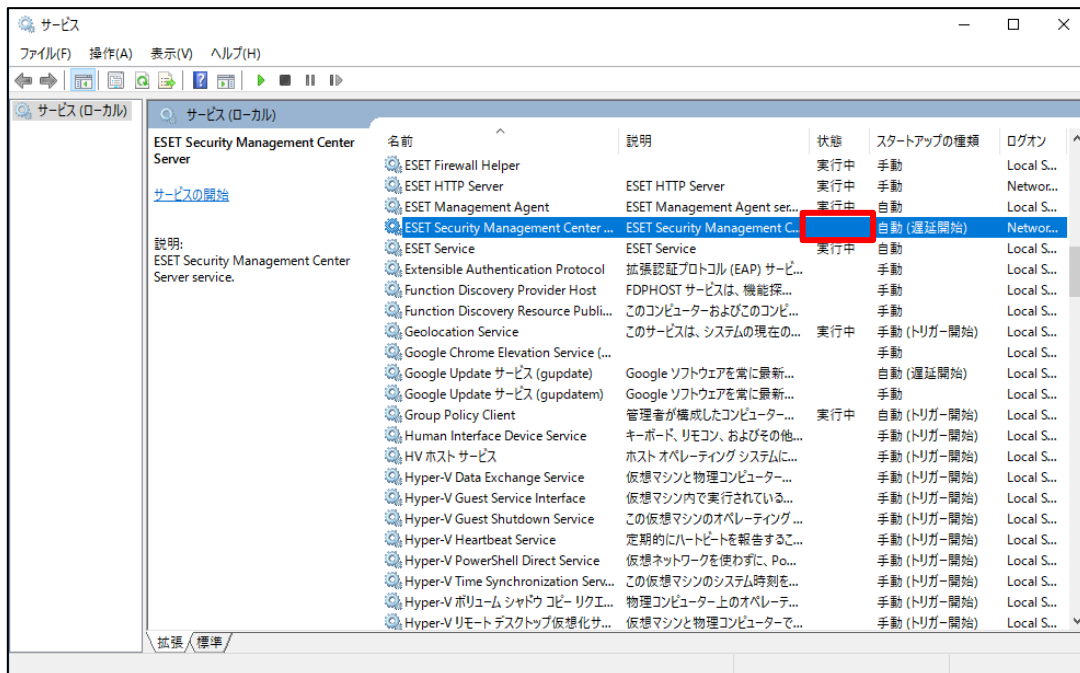 サービス
ファイル(F) 操作(A) 表示(V) ヘルプ(H)
サービス (ローカル)
サービス (ローカル)
ESET Security Management Center Server
サービスの開始
説明:
ESET Security Management Center Server service.
名前 説明 状態 スタートアップの種類 ログオン
ESET Firewall Helper 実行中 手動 Local S...
ESET HTTP Server ESET HTTP Server 実行中 手動 Networ...
ESET Management Agent ESET Management Agent ser... 実行中 自動 Local S...
ESET Security Management Center ... ESET Security Management C... 自動 (遅延開始) Networ...
ESET Service ESET Service 実行中 自動 Local S...
Extensible Authentication Protocol 拡張認証プロトコル (EAP) サービ... 手動 Local S...
Function Discovery Provider Host FDPHOST サービスは、機能探... 手動 Local S...
Function Discovery Resource Publi... このコンピューターおよびこのコンピ... 手動 Local S...
Geolocation Service このサービスは、システムの現在の... 実行中 手動 (トリガー開始) Local S...
Google Chrome Elevation Service (... 手動 Local S...
Google Update サービス (gupdate) Google ソフトウェアを常に最新... 自動 (遅延開始) Local S...
Google Update サービス (gupdatem) Google ソフトウェアを常に最新... 手動 Local S...
Group Policy Client 管理者が構成したコンピューター... 実行中 自動 (トリガー開始) Local S...
Human Interface Device Service キーボード、リモコン、およびその他... 手動 (トリガー開始) Local S...
HV ホスト サービス ホスト オペレーティング システムに... 手動 (トリガー開始) Local S...
Hyper-V Data Exchange Service 仮想マシンと物理コンピューター... 手動 (トリガー開始) Local S...
Hyper-V Guest Service Interface 仮想マシン内で実行されている... 手動 (トリガー開始) Local S...
Hyper-V Guest Shutdown Service この仮想マシンのオペレーティング ... 手動 (トリガー開始) Local S...
Hyper-V Heartbeat Service 定期的にハートビートを報告するこ... 手動 (トリガー開始) Local S...
Hyper-V PowerShell Direct Service 仮想ネットワークを使わずに、Po... 手動 (トリガー開始) Local S...
Hyper-V Time Synchronization Serv... この仮想マシンのシステム時刻を... 手動 (トリガー開始) Local S...
Hyper-V ボリューム シャドウ コピー リクエ... 物理コンピューター上のオペレーテ... 手動 (トリガー開始) Local S...
Hyper-V リモート デスクトップ仮想化サ... 仮想マシンと物理コンピューターで... 手動 (トリガー開始) Local S...
拡張 標準